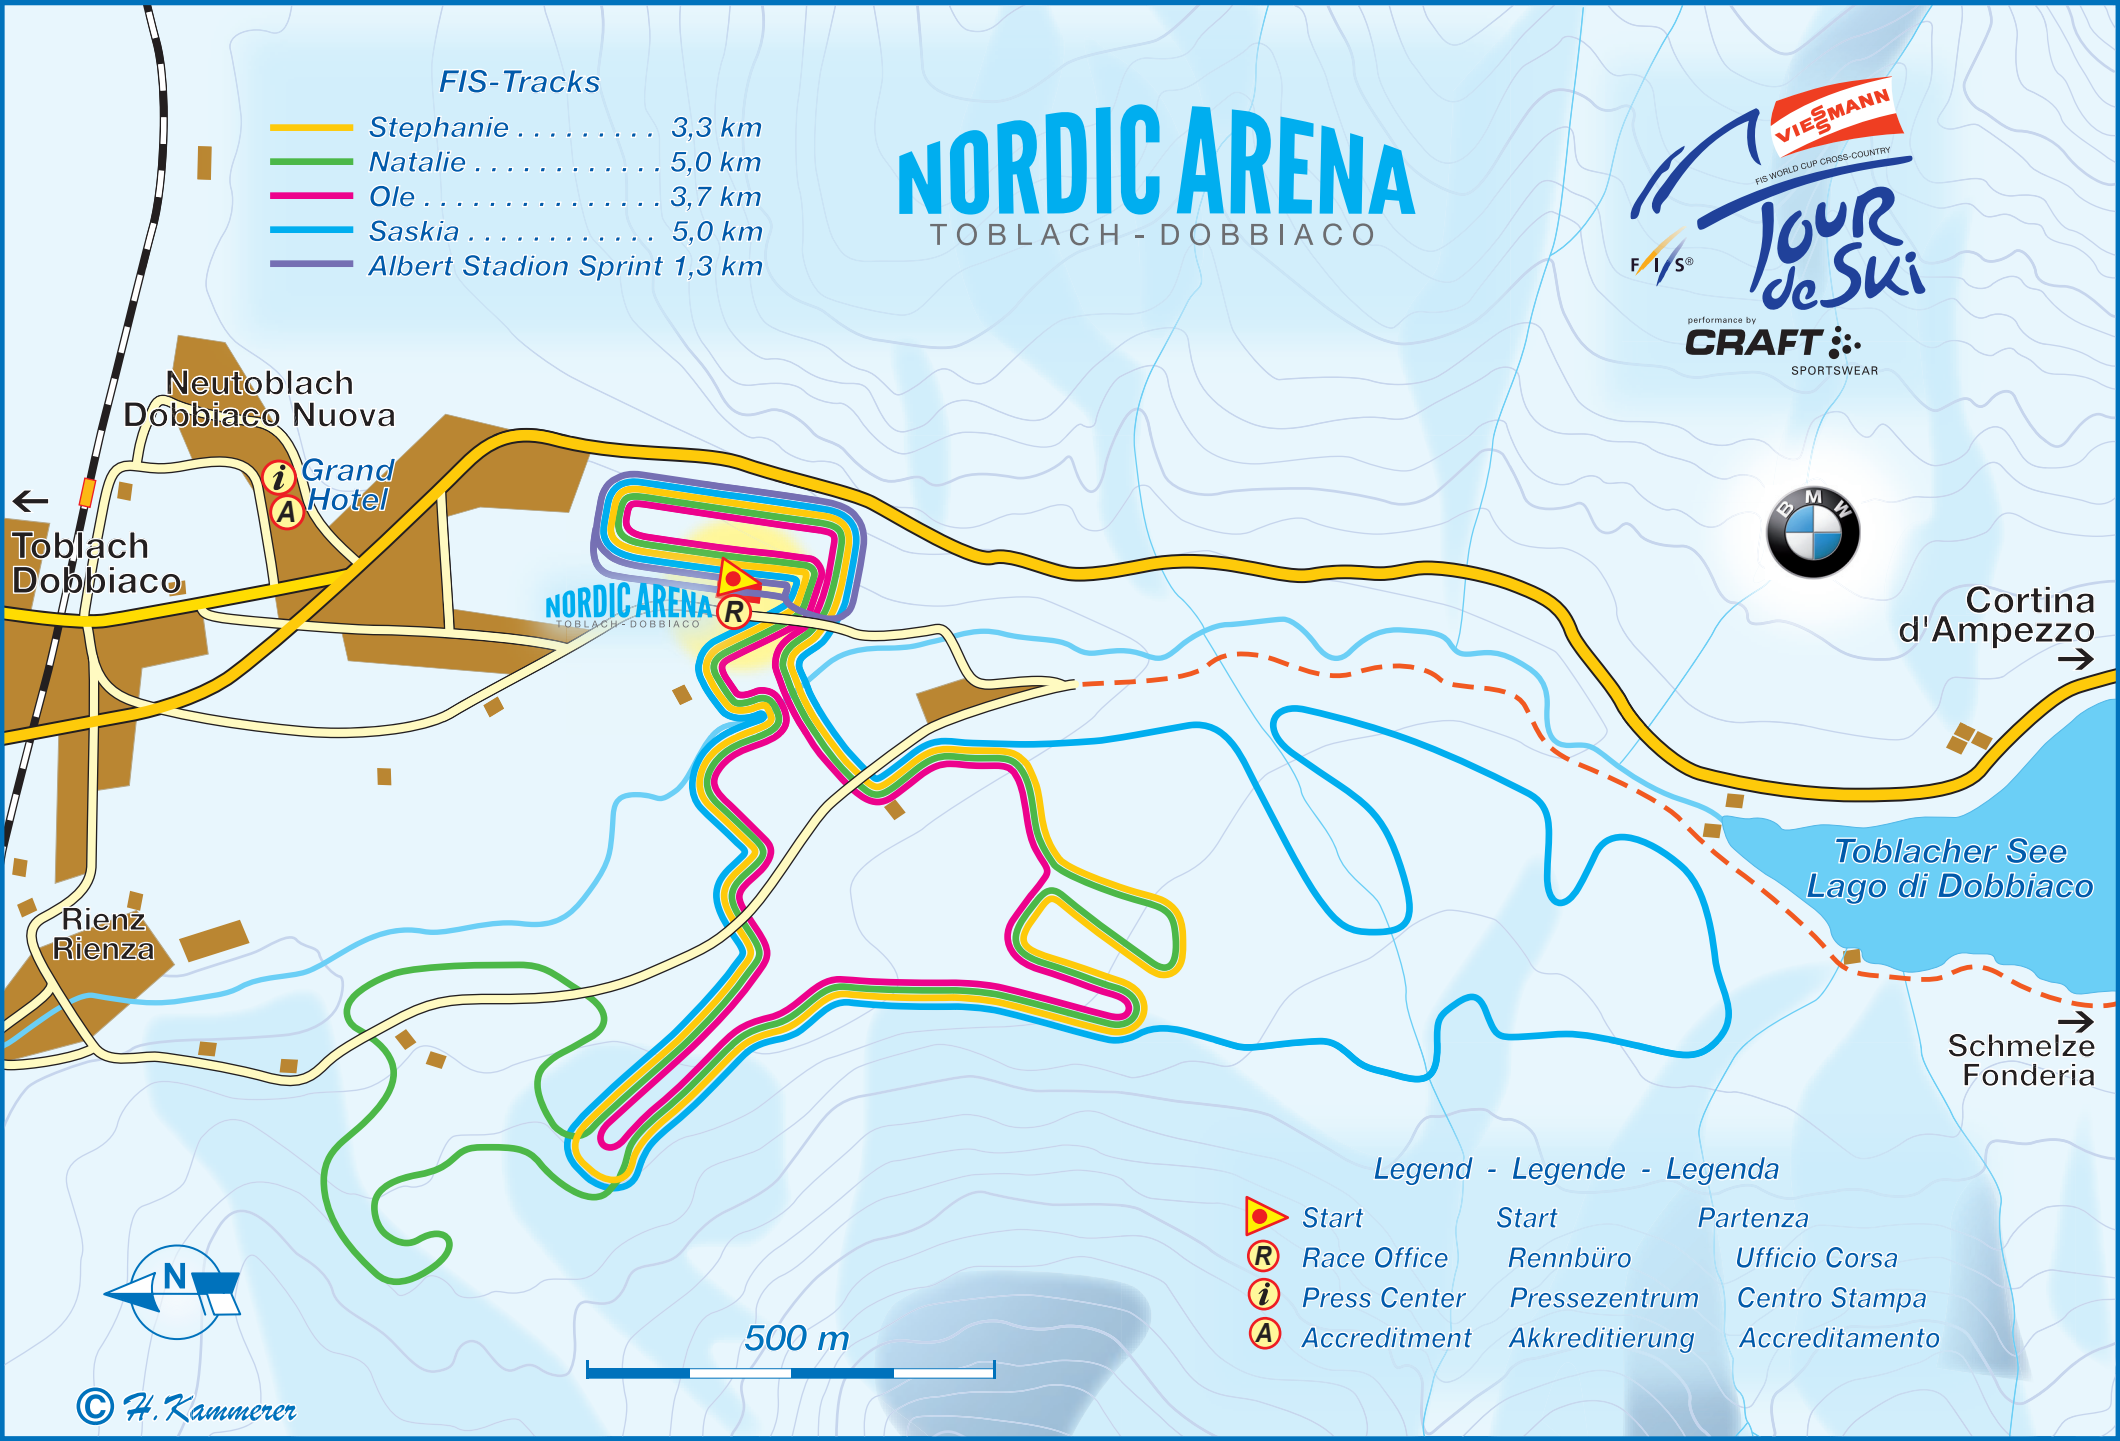 FIS-Tracks
Stephanie . . . . . . . . . 3,3 km
Natalie . . . . . . . . . . . . 5,0 km
Ole . . . . . . . . . . . . . . . 3,7 km
Saskia . . . . . . . . . . . . 5,0 km
Albert Stadion Sprint 1,3 km
NORDIC ARENA
TOBLACH - DOBBIACO
VIESSMANN
FIS WORLD CUP CROSS-COUNTRY
TOUR
de SKi
F I S ®
performance by
CRAFT
SPORTSWEAR
Neutoblach
Dobbiaco Nuova
i
Grand
A
Hotel
Toblach
Dobbiaco
BMW
NORDIC ARENA
TOBLACH - DOBBIACO
R
Cortina
d'Ampezzo
Toblacher See
Lago di Dobbiaco
Rienz
Rienza
Schmelze
Fonderia
Legend - Legende - Legenda
Start Start Partenza
R Race Office Rennbüro Ufficio Corsa
i Press Center Pressezentrum Centro Stampa
A Accreditment Akkreditierung Accreditamento
N
500 m
© H. Kammerer